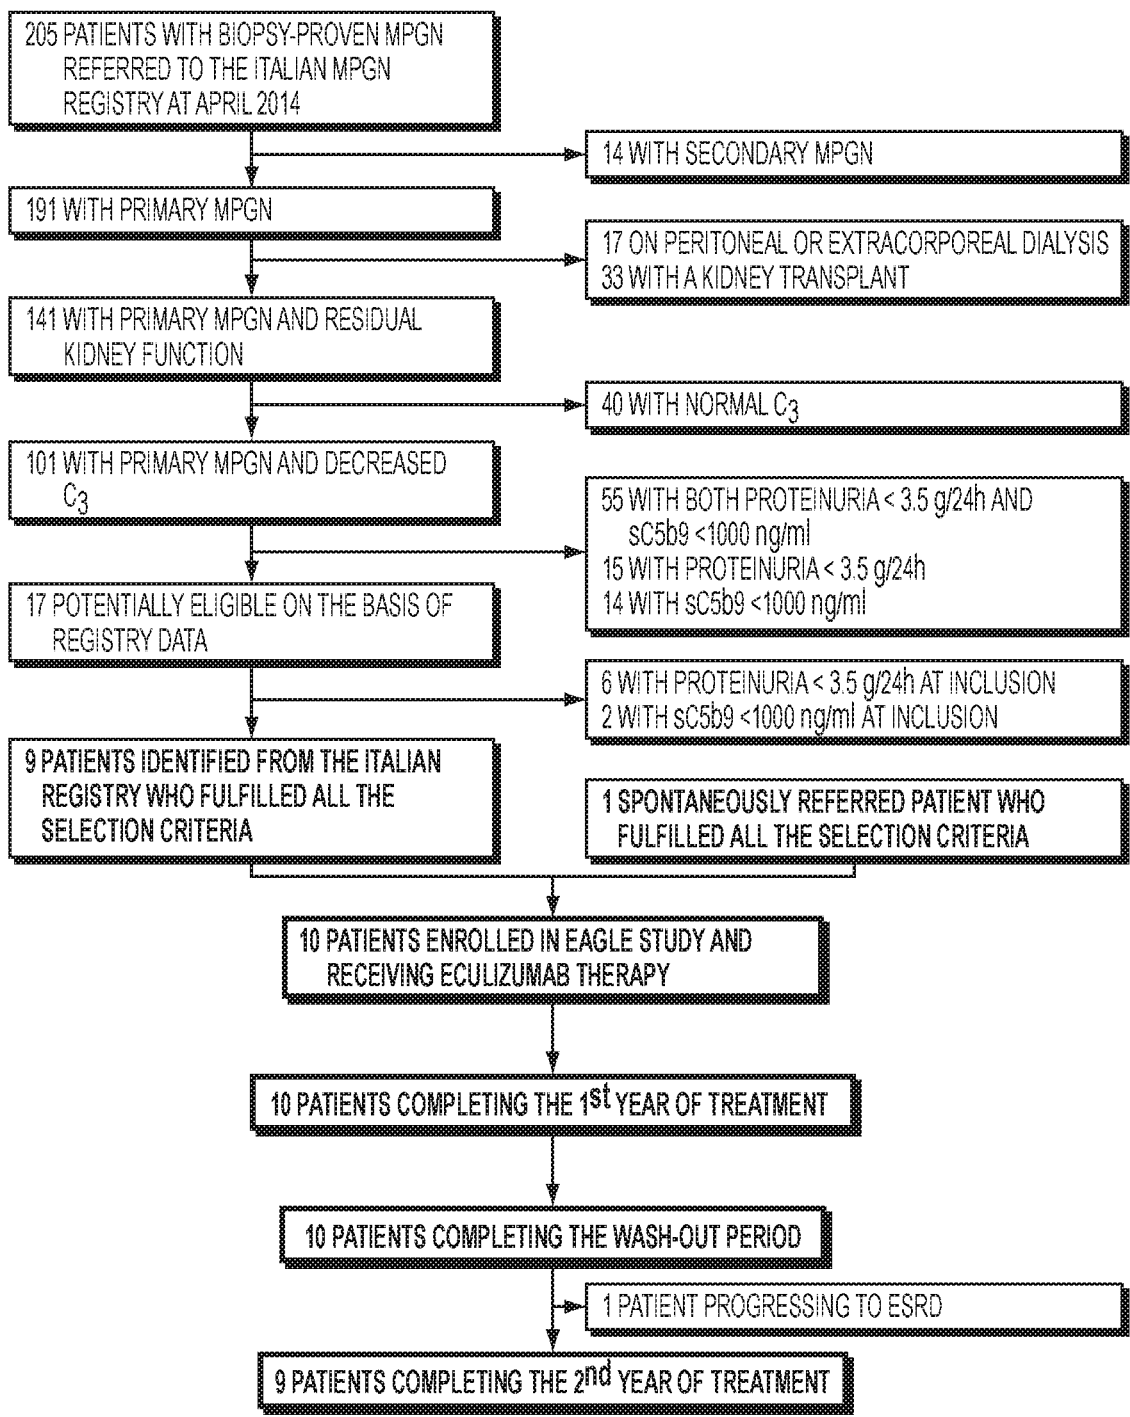 205 PATIENTS WITH BIOPSY-PROVEN MPGN
REFERRED TO THE ITALIAN MPGN
REGISTRY AT APRIL 2014
14 WITH SECONDARY MPGN
191 WITH PRIMARY MPGN
17 ON PERITONEAL OR EXTRACORPOREAL DIALYSIS
33 WITH A KIDNEY TRANSPLANT
141 WITH PRIMARY MPGN AND RESIDUAL
KIDNEY FUNCTION
40 WITH NORMAL C3
101 WITH PRIMARY MPGN AND DECREASED
C3
55 WITH BOTH PROTEINURIA < 3.5 g/24h AND
sC5b9 <1000 ng/ml
15 WITH PROTEINURIA < 3.5 g/24h
14 WITH sC5b9 <1000 ng/ml
17 POTENTIALLY ELIGIBLE ON THE BASIS OF
REGISTRY DATA
6 WITH PROTEINURIA < 3.5 g/24h AT INCLUSION
2 WITH sC5b9 <1000 ng/ml AT INCLUSION
9 PATIENTS IDENTIFIED FROM THE ITALIAN
REGISTRY WHO FULFILLED ALL THE
SELECTION CRITERIA
1 SPONTANEOUSLY REFERRED PATIENT WHO
FULFILLED ALL THE SELECTION CRITERIA
10 PATIENTS ENROLLED IN EAGLE STUDY AND
RECEIVING ECULIZUMAB THERAPY
10 PATIENTS COMPLETING THE 1st YEAR OF TREATMENT
10 PATIENTS COMPLETING THE WASH-OUT PERIOD
1 PATIENT PROGRESSING TO ESRD
9 PATIENTS COMPLETING THE 2nd YEAR OF TREATMENT